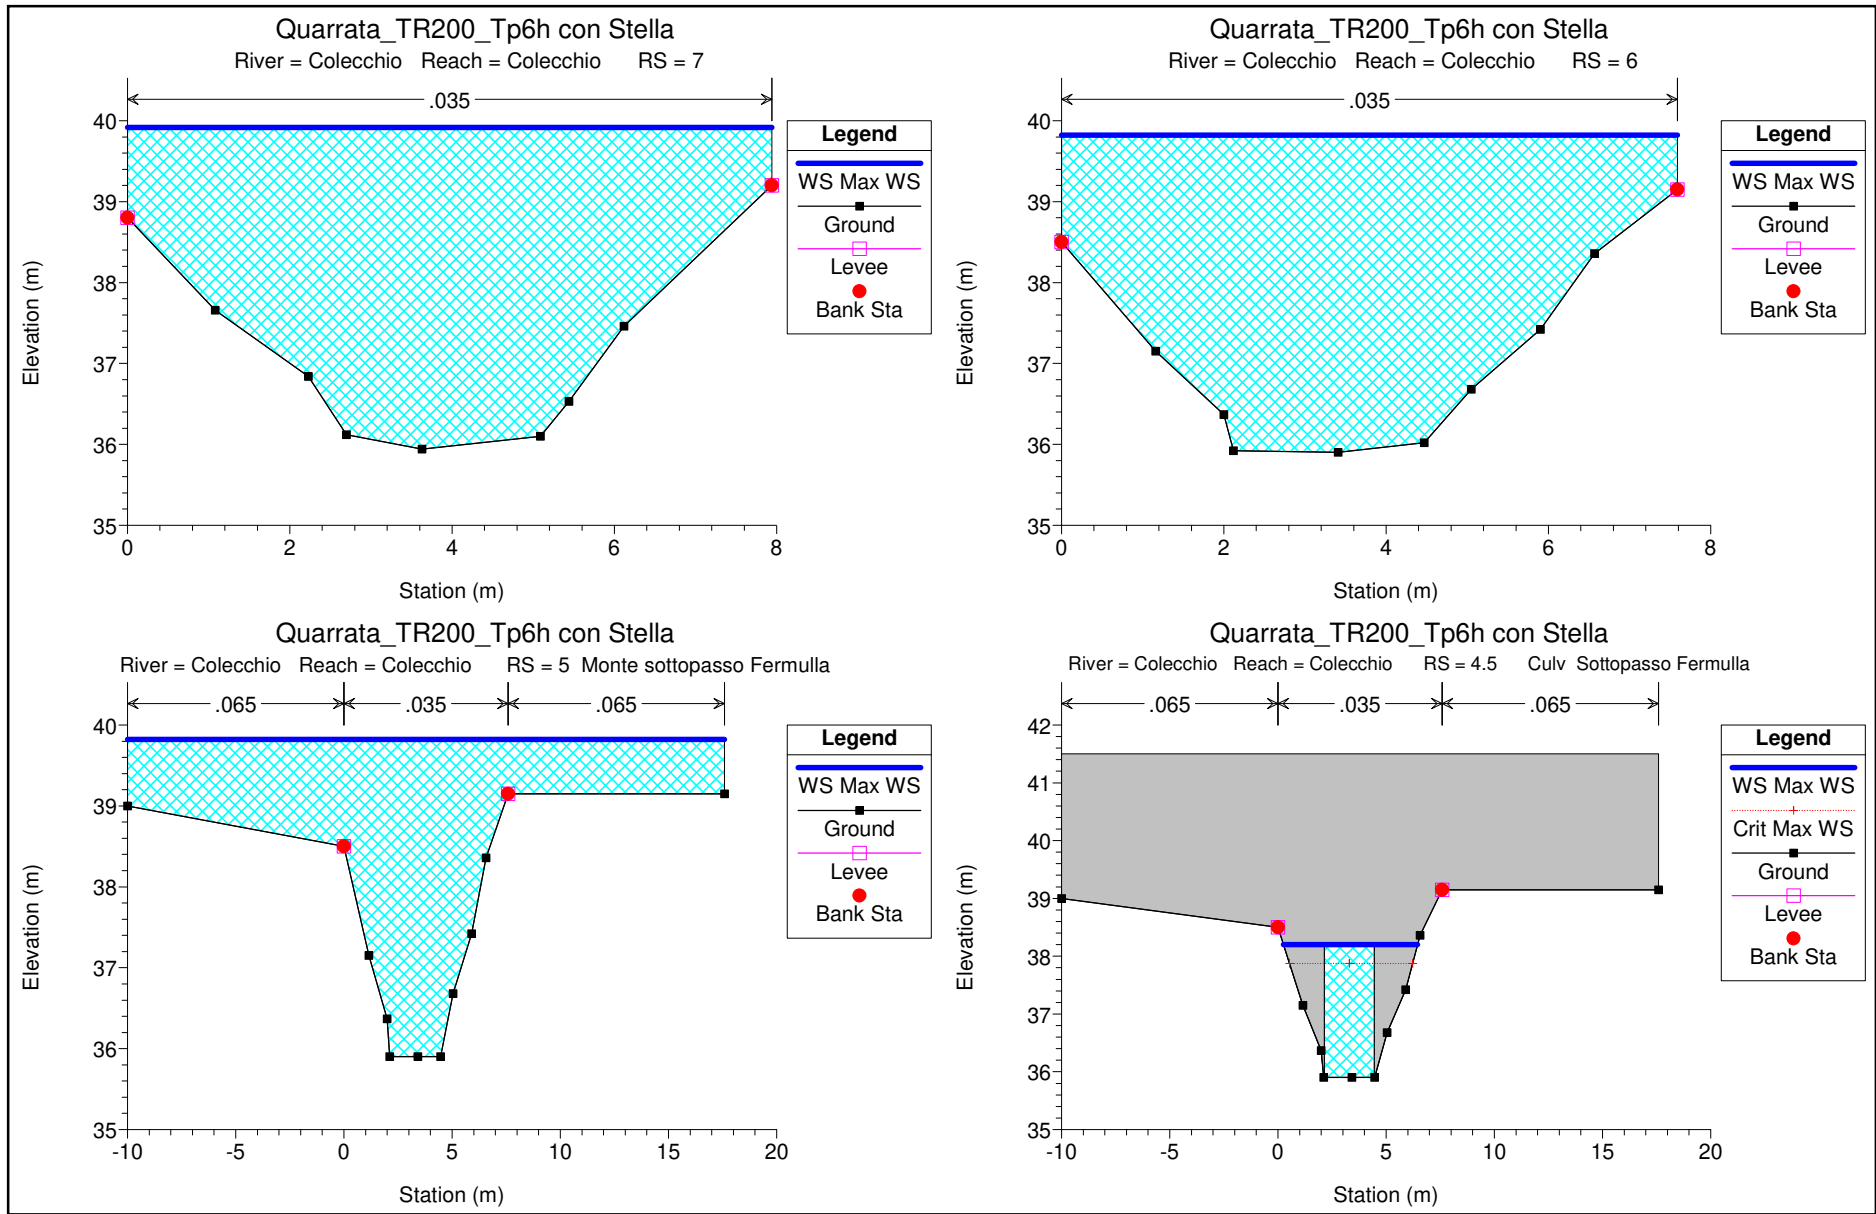 Quarrata_TR200_Tp6h con Stella
River = Colecchio Reach = Colecchio RS = 7
.035
40
39
38
37
36
35
0 2 4 6 8
Elevation (m)
Station (m)
Legend
WS Max WS
Ground
Levee
Bank Sta
Quarrata_TR200_Tp6h con Stella
River = Colecchio Reach = Colecchio RS = 6
.035
40
39
38
37
36
35
0 2 4 6 8
Elevation (m)
Station (m)
Legend
WS Max WS
Ground
Levee
Bank Sta
Quarrata_TR200_Tp6h con Stella
River = Colecchio Reach = Colecchio RS = 5 Monte sottopasso Fermulla
.065 .035 .065
40
39
38
37
36
35
-10 -5 0 5 10 15 20
Elevation (m)
Station (m)
Legend
WS Max WS
Ground
Levee
Bank Sta
Quarrata_TR200_Tp6h con Stella
River = Colecchio Reach = Colecchio RS = 4.5 Culv Sottopasso Fermulla
.065 .035 .065
42
41
40
39
38
37
36
35
-10 -5 0 5 10 15 20
Elevation (m)
Station (m)
Legend
WS Max WS
Crit Max WS
Ground
Levee
Bank Sta